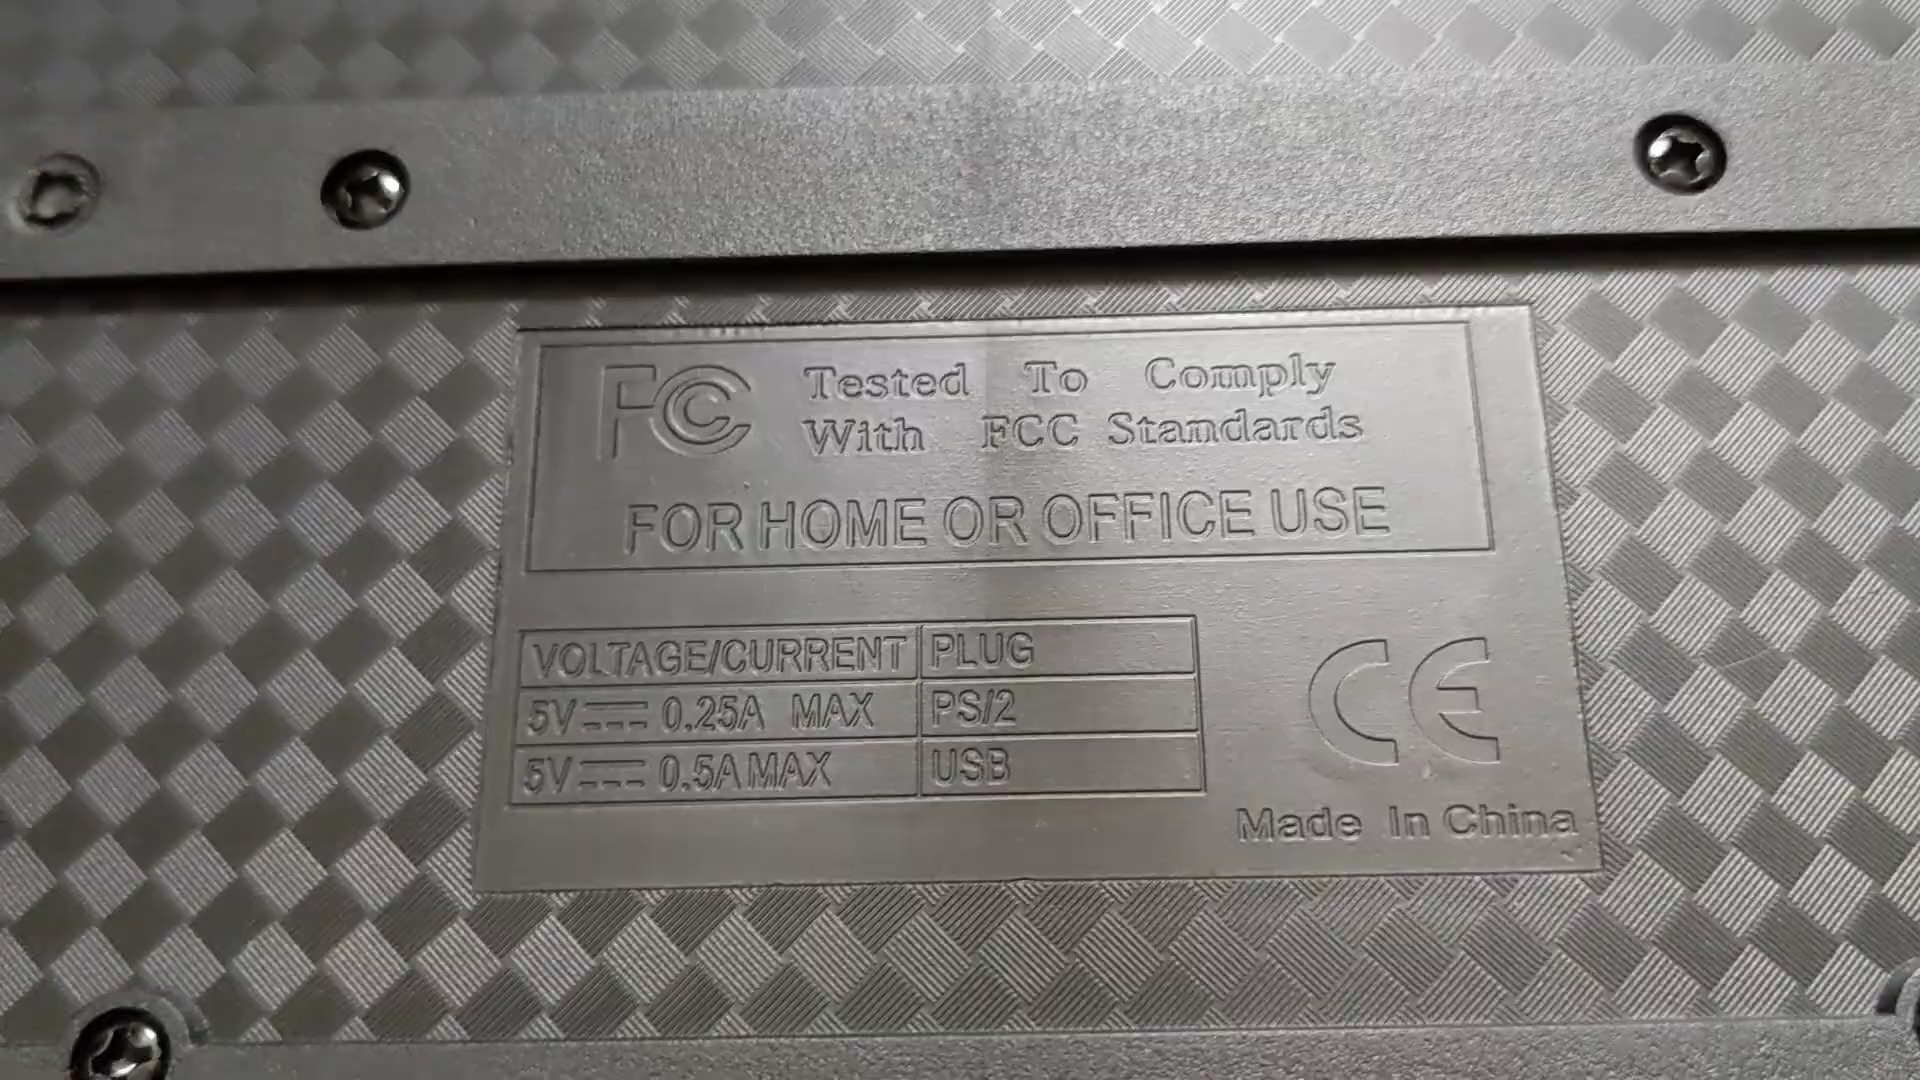 FC Tested To Comply
With FCC Standards
FOR HOME OR OFFICE USE
VOLTAGE/CURRENT PLUG
5V⎓0.25A MAX PS/2
5V⎓0.5A MAX USB
CE
Made In China